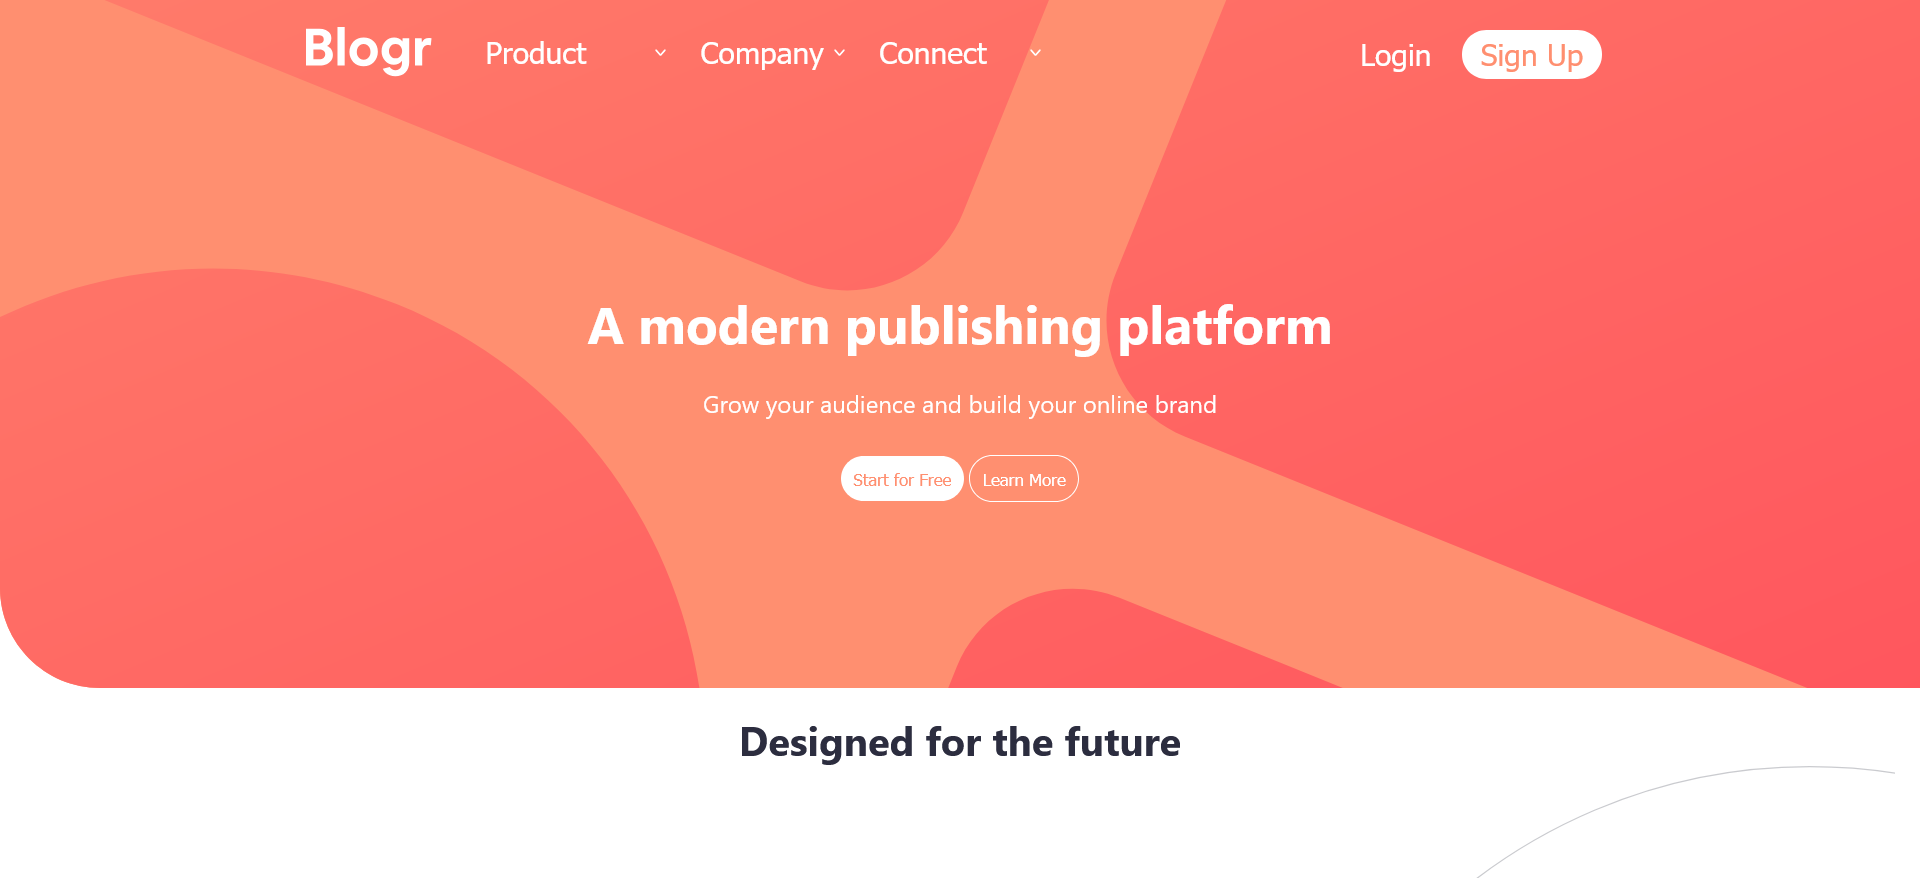 Blogr Product Company Connect Login Sign Up
A modern publishing platform
Grow your audience and build your online brand
Start for Free Learn More
Designed for the future